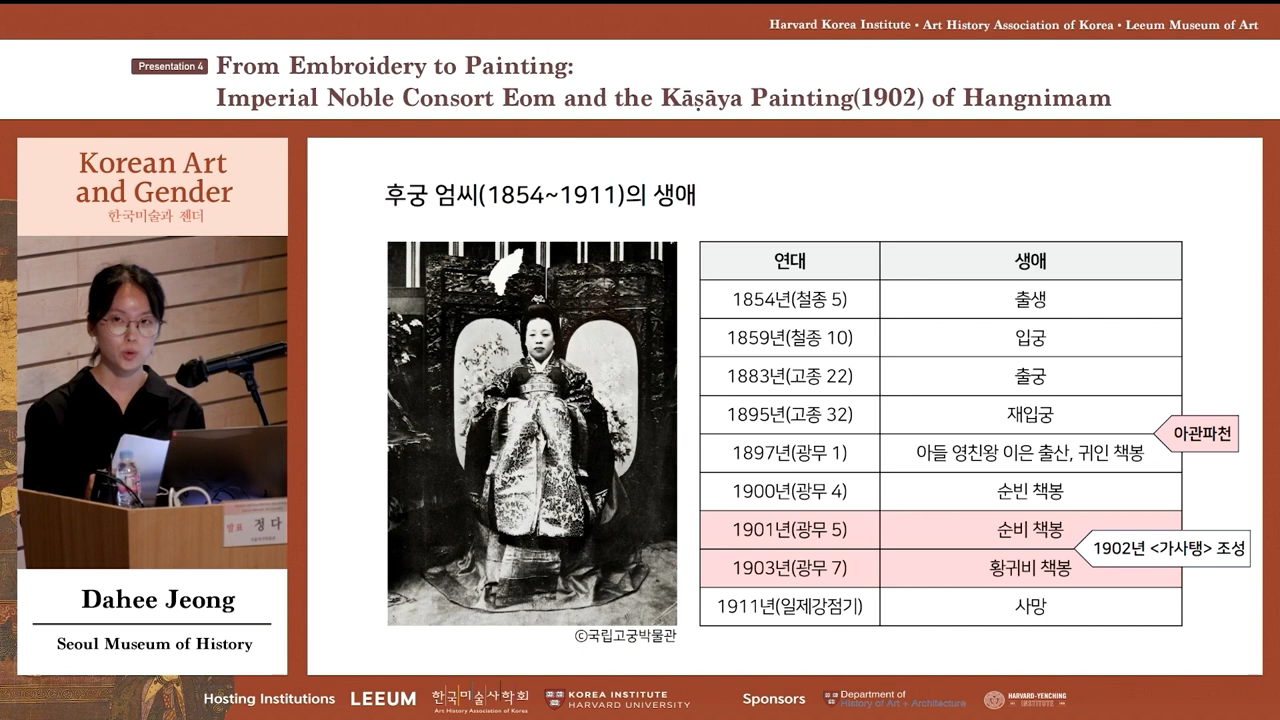 Harvard Korea Institute • Art History Association of Korea • Leeum Museum of Art
Presentation 4
From Embroidery to Painting:
Imperial Noble Consort Eom and the Kāṣāya Painting(1902) of Hangnimam
Korean Art
and Gender
한국미술과 젠더
발표 정다
Dahee Jeong
Seoul Museum of History
후궁 엄씨(1854~1911)의 생애
연대 생애
1854년(철종 5) 출생
1859년(철종 10) 입궁
1883년(고종 22) 출궁
1895년(고종 32) 재입궁
아관파천
1897년(광무 1) 아들 영친왕 이은 출산, 귀인 책봉
1900년(광무 4) 순빈 책봉
1901년(광무 5) 순비 책봉
1902년 <가사탱> 조성
1903년(광무 7) 황귀비 책봉
1911년(일제강점기) 사망
ⓒ국립고궁박물관
Hosting Institutions
LEEUM
한국미술사학회
Art History Association of Korea
KOREA INSTITUTE
HARVARD UNIVERSITY
Sponsors
Department of
History of Art + Architecture
HARVARD-YENCHING
INSTITUTE